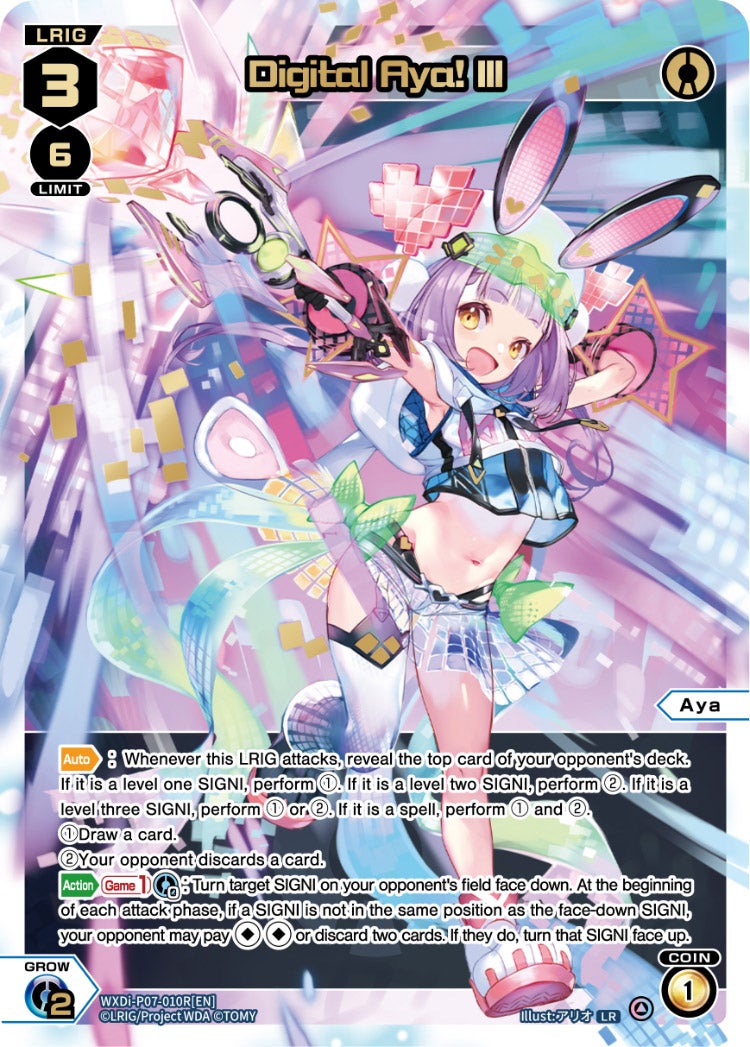 LRIG
3
Digital Aya! III
6
LIMIT
Aya
Auto : Whenever this LRIG attacks, reveal the top card of your opponent's deck.
If it is a level one SIGNI, perform ①. If it is a level two SIGNI, perform ②. If it is a
level three SIGNI, perform ① or ②. If it is a spell, perform ① and ②.
①Draw a card.
②Your opponent discards a card.
Action Game 1 0 : Turn target SIGNI on your opponent's field face down. At the beginning
of each attack phase, if a SIGNI is not in the same position as the face-down SIGNI,
your opponent may pay ◆ ◆ or discard two cards. If they do, turn that SIGNI face up.
GROW
2
COIN
1
WXDi-P07-010R[EN]
©LRIG/Project WDA ©TOMY
Illust:アリオ LR